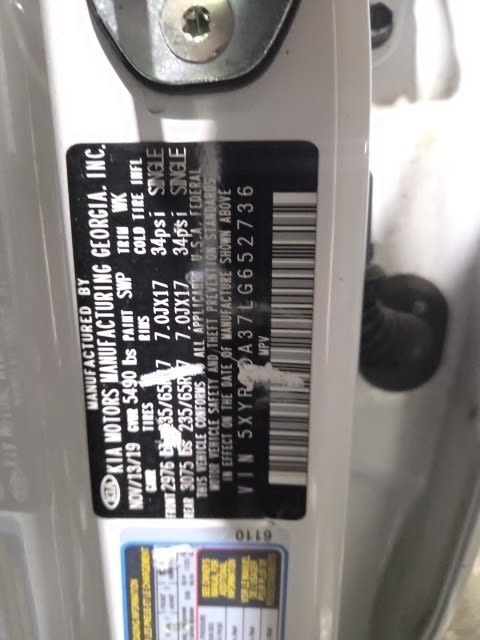 MANUFACTURED BY
KIA KIA MOTORS MANUFACTURING GEORGIA, INC.
NOV/13/19 GVWR 5490 lbs PAINT SWP TRIM WK
GAWR TIRES RIMS COLD TIRE INFL
FRONT 2976 235/65R17 7.0JX17 34psi SINGLE
REAR 3075 lbs 235/65R17 7.0JX17 34psi SINGLE
THIS VEHICLE CONFORMS ALL APPLICABLE U.S.A. FEDERAL
MOTOR VEHICLE SAFETY AND THEFT PREVENTION STANDARDS
IN EFFECT ON THE DATE OF MANUFACTURE SHOWN ABOVE
VIN 5XYP A37LG652736
MPV
6110